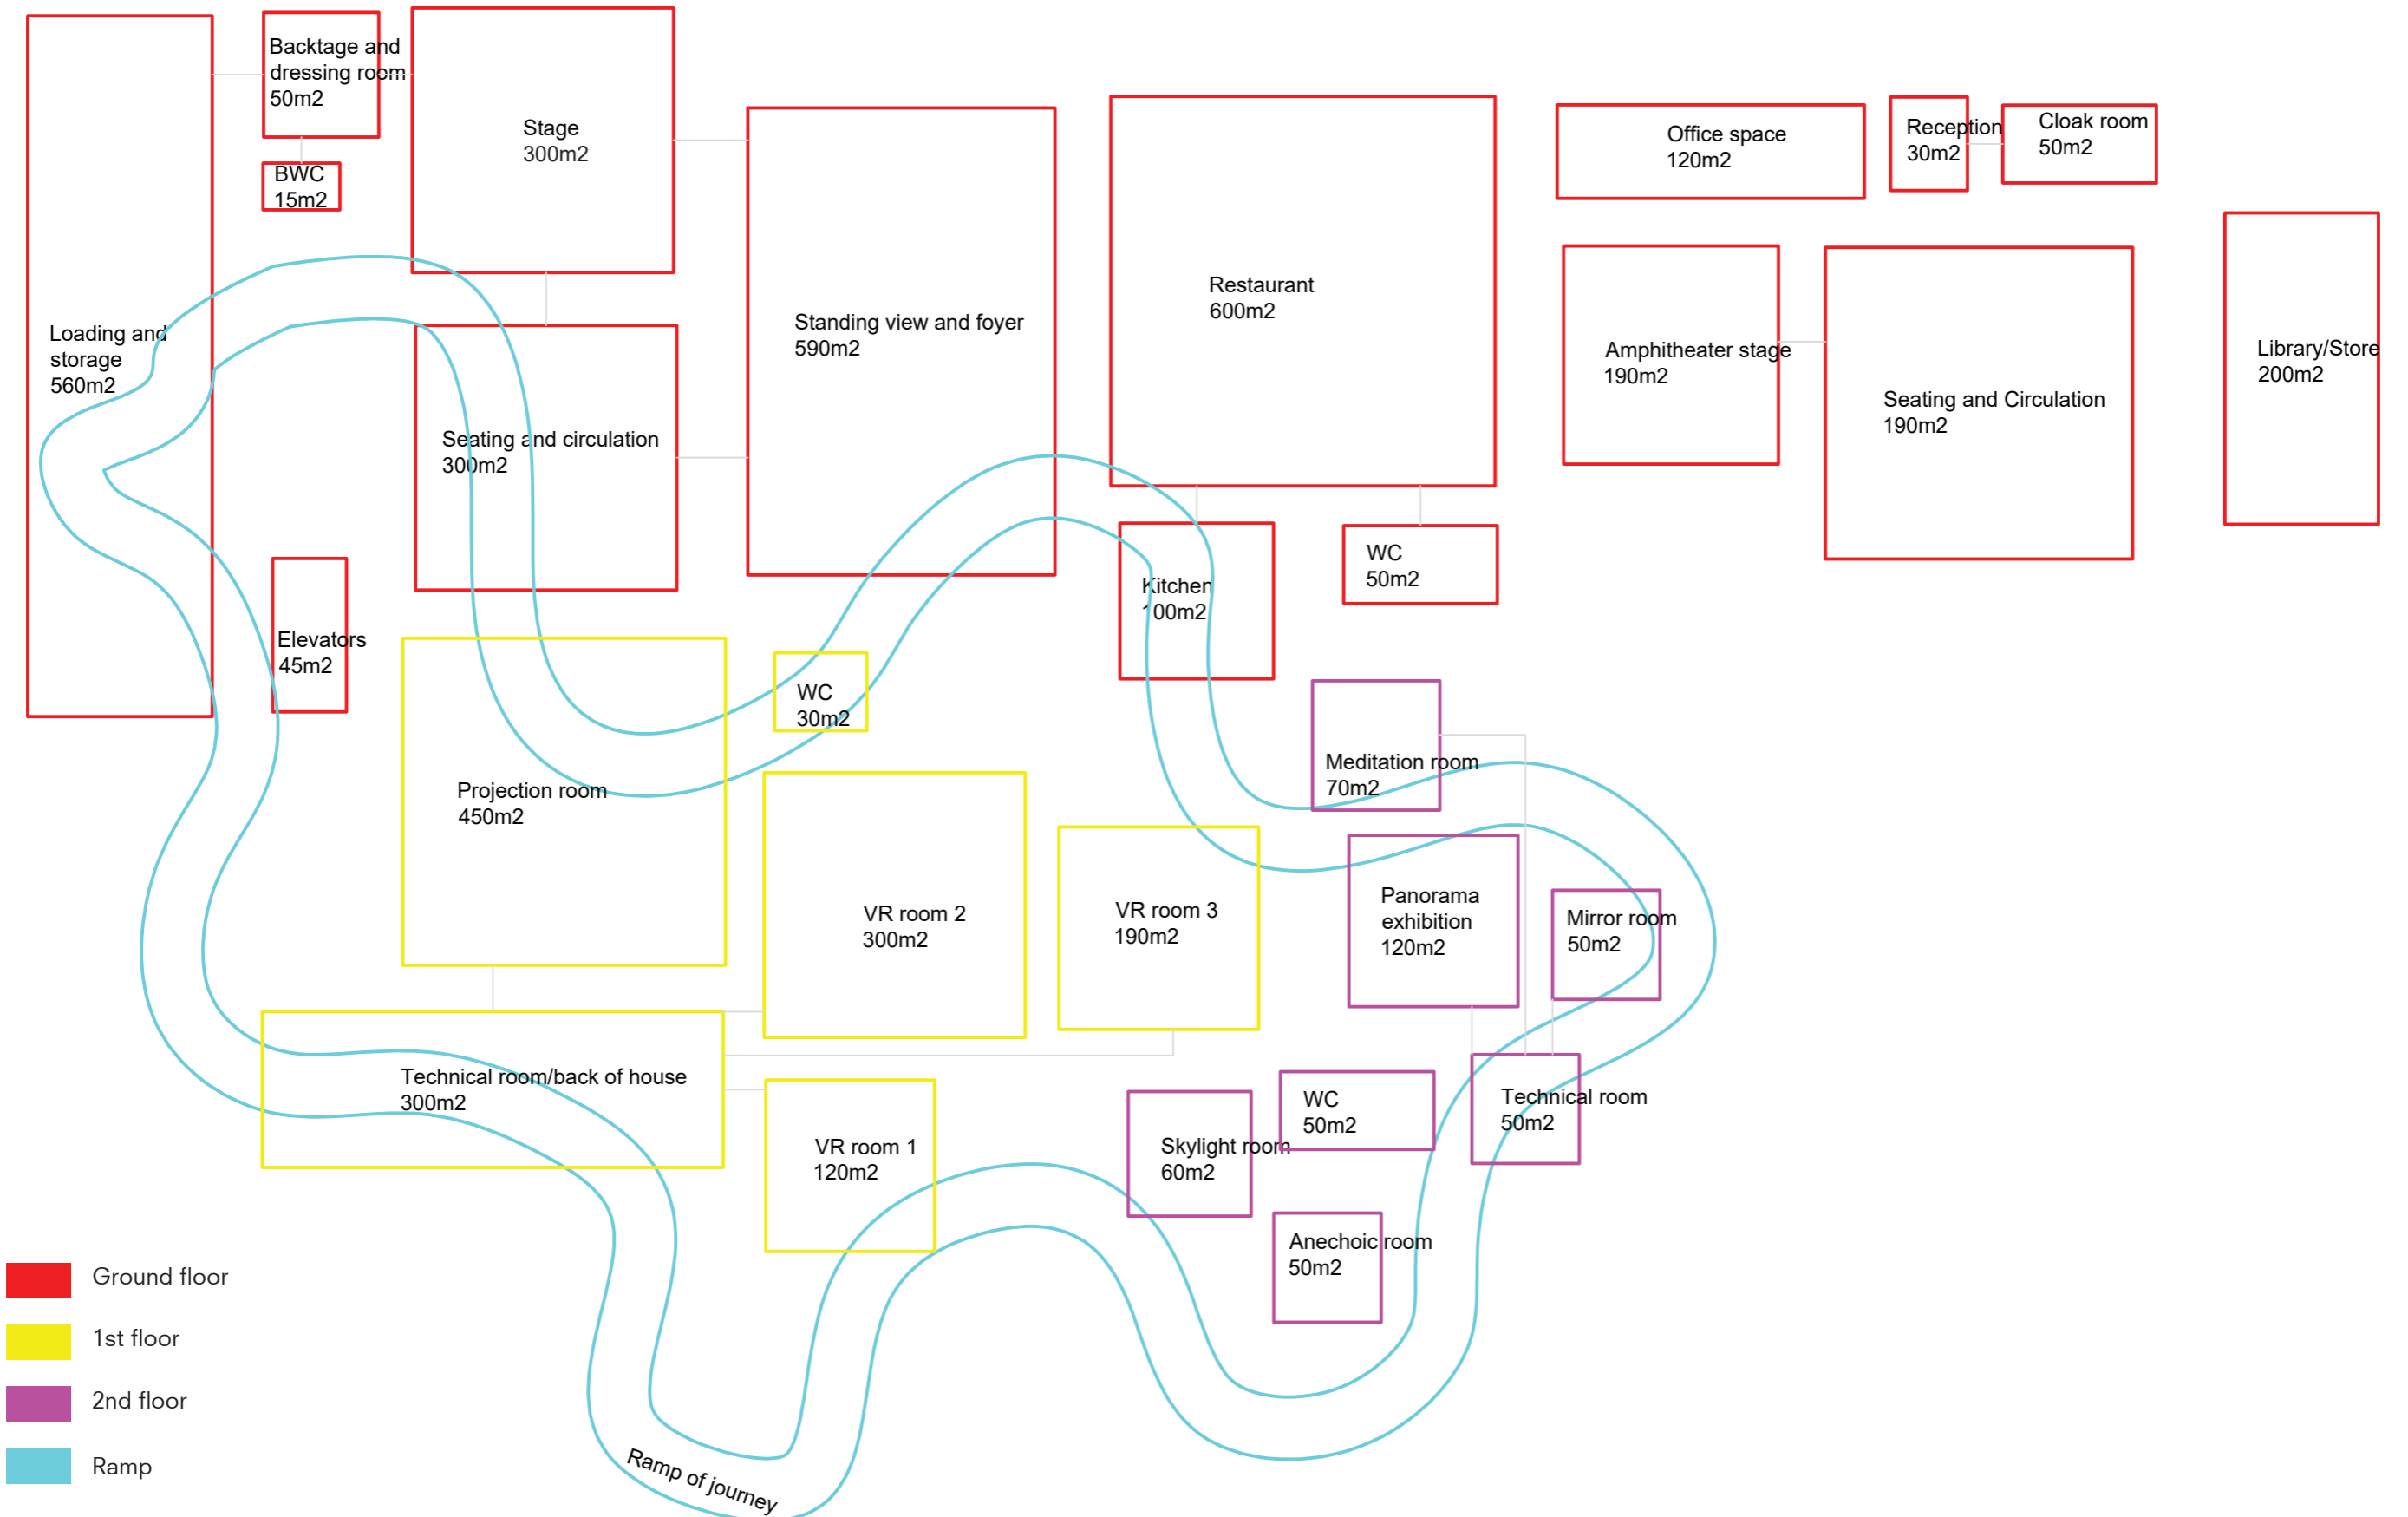 Backtage and
dressing room
50m2
BWC
15m2
Stage
300m2
Loading and
storage
560m2
Seating and circulation
300m2
Standing view and foyer
590m2
Restaurant
600m2
Office space
120m2
Reception
30m2
Cloak room
50m2
Amphitheater stage
190m2
Seating and Circulation
190m2
Library/Store
200m2
Elevators
45m2
Kitchen
100m2
WC
50m2
Projection room
450m2
WC
30m2
Meditation room
70m2
VR room 2
300m2
VR room 3
190m2
Panorama
exhibition
120m2
Mirror room
50m2
Technical room/back of house
300m2
VR room 1
120m2
Skylight room
60m2
WC
50m2
Technical room
50m2
Anechoic room
50m2
Ramp of journey
Ground floor
1st floor
2nd floor
Ramp